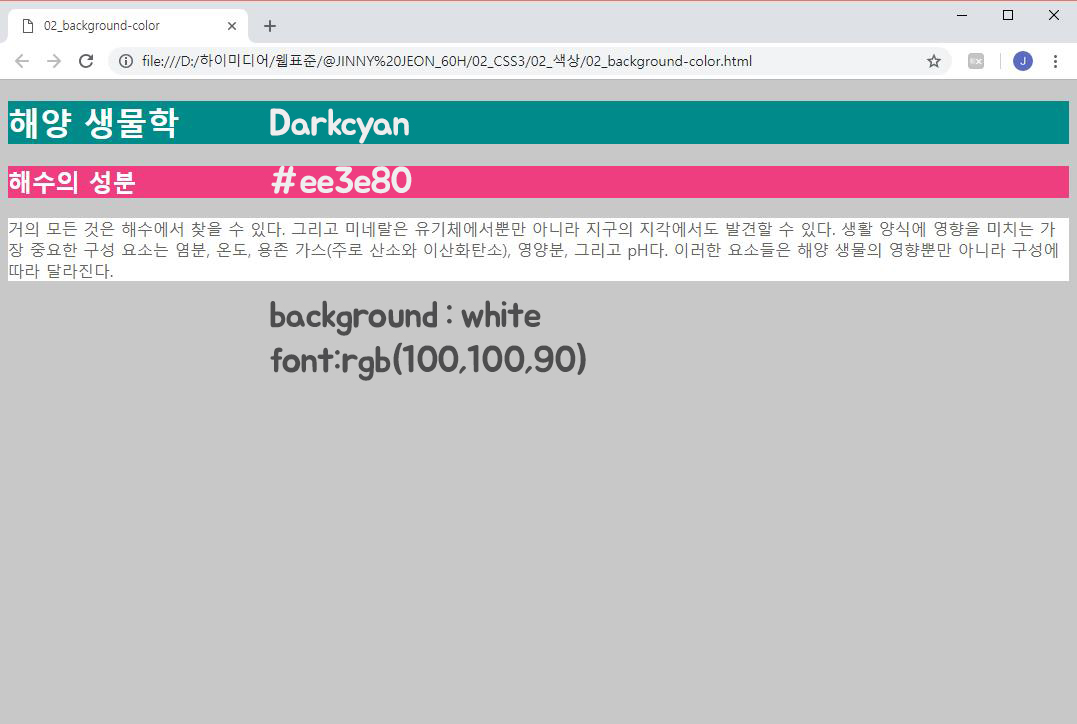 02_background-color
file:///D:/하이미디어/웹표준/@JINNY%20JEON_60H/02_CSS3/02_색상/02_background-color.html
J
해양 생물학 Darkcyan
해수의 성분 #ee3e80
거의 모든 것은 해수에서 찾을 수 있다. 그리고 미네랄은 유기체에서뿐만 아니라 지구의 지각에서도 발견할 수 있다. 생활 양식에 영향을 미치는 가
장 중요한 구성 요소는 염분, 온도, 용존 가스(주로 산소와 이산화탄소), 영양분, 그리고 pH다. 이러한 요소들은 해양 생물의 영향뿐만 아니라 구성에
따라 달라진다.
background : white
font:rgb(100,100,90)